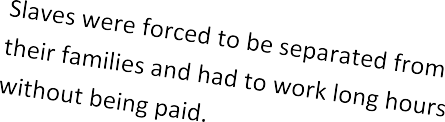 Slaves were forced to be separated from
their families and had to work long hours
without being paid.